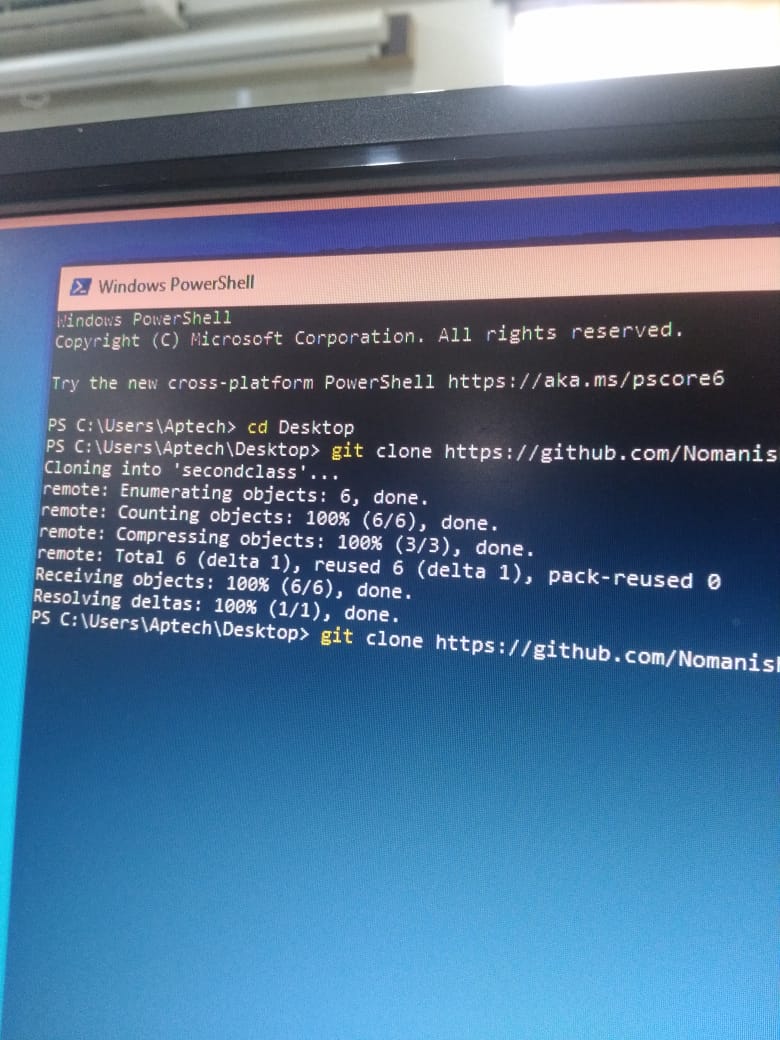 Windows PowerShell
Windows PowerShell
Copyright (C) Microsoft Corporation. All rights reserved.
Try the new cross-platform PowerShell https://aka.ms/pscore6
PS C:\Users\Aptech> cd Desktop
PS C:\Users\Aptech\Desktop> git clone https://github.com/Nomanis
Cloning into 'secondclass'...
remote: Enumerating objects: 6, done.
remote: Counting objects: 100% (6/6), done.
remote: Compressing objects: 100% (3/3), done.
remote: Total 6 (delta 1), reused 6 (delta 1), pack-reused 0
Receiving objects: 100% (6/6), done.
Resolving deltas: 100% (1/1), done.
PS C:\Users\Aptech\Desktop> git clone https://github.com/Nomanis